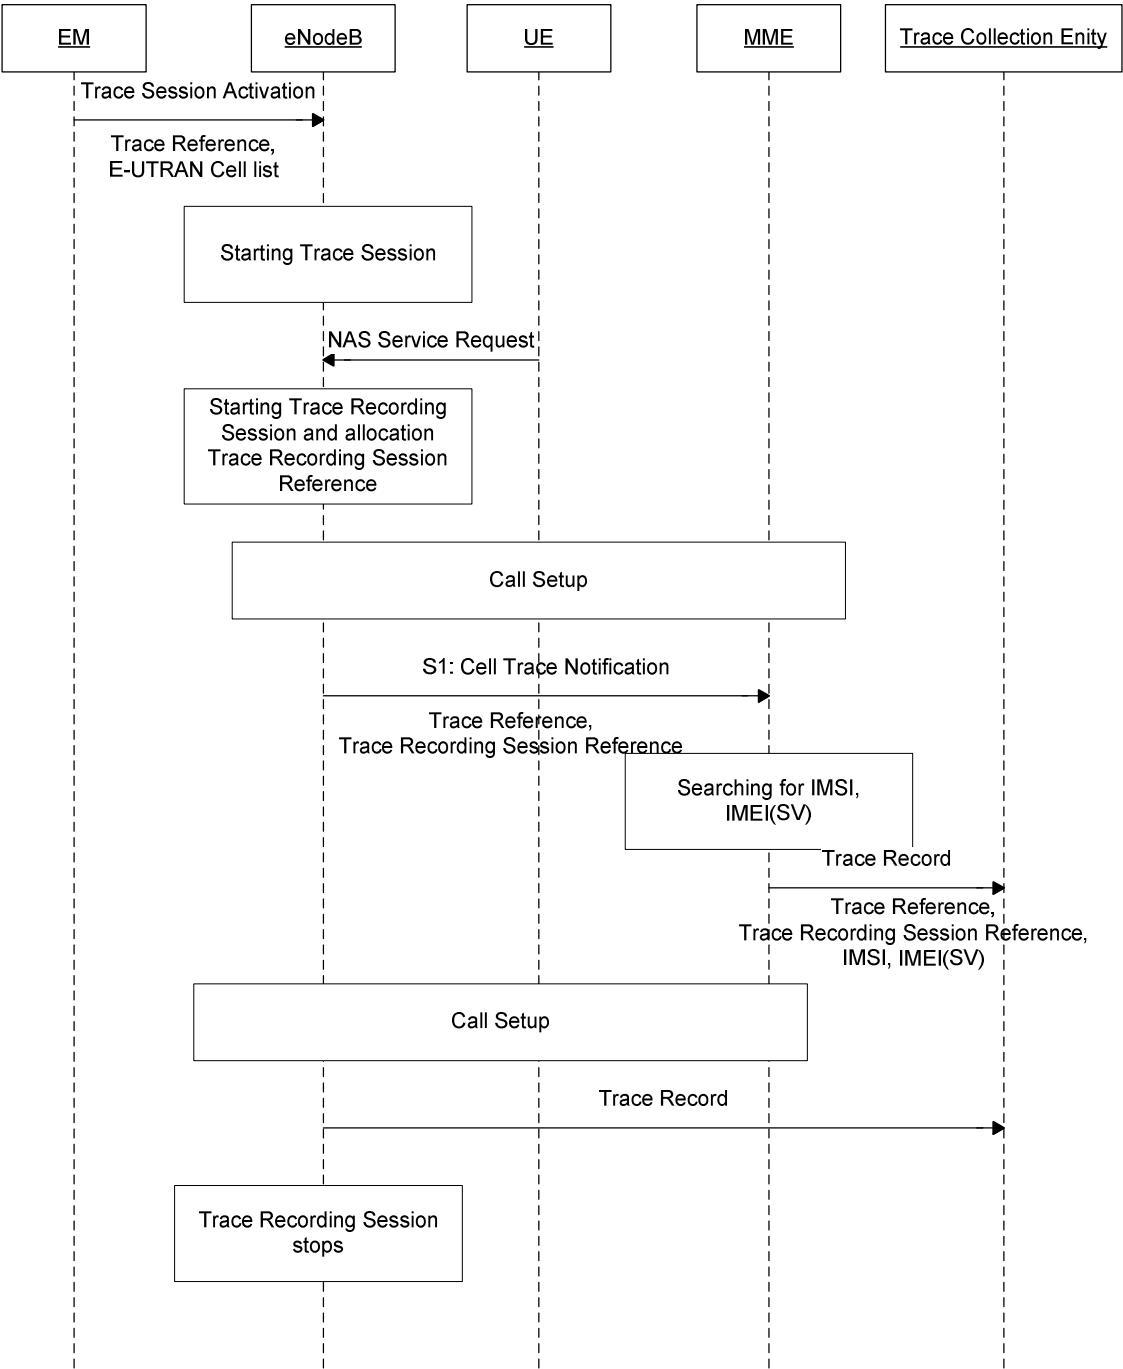 EM
eNodeB
UE
MME
Trace Collection Enity
Trace Session Activation
Trace Reference,
E-UTRAN Cell list
Starting Trace Session
NAS Service Request
Starting Trace Recording
Session and allocation
Trace Recording Session
Reference
Call Setup
S1: Cell Trace Notification
Trace Reference,
Trace Recording Session Reference
Searching for IMSI,
IMEI(SV)
Trace Record
Trace Reference,
Trace Recording Session Reference,
IMSI, IMEI(SV)
Call Setup
Trace Record
Trace Recording Session
stops